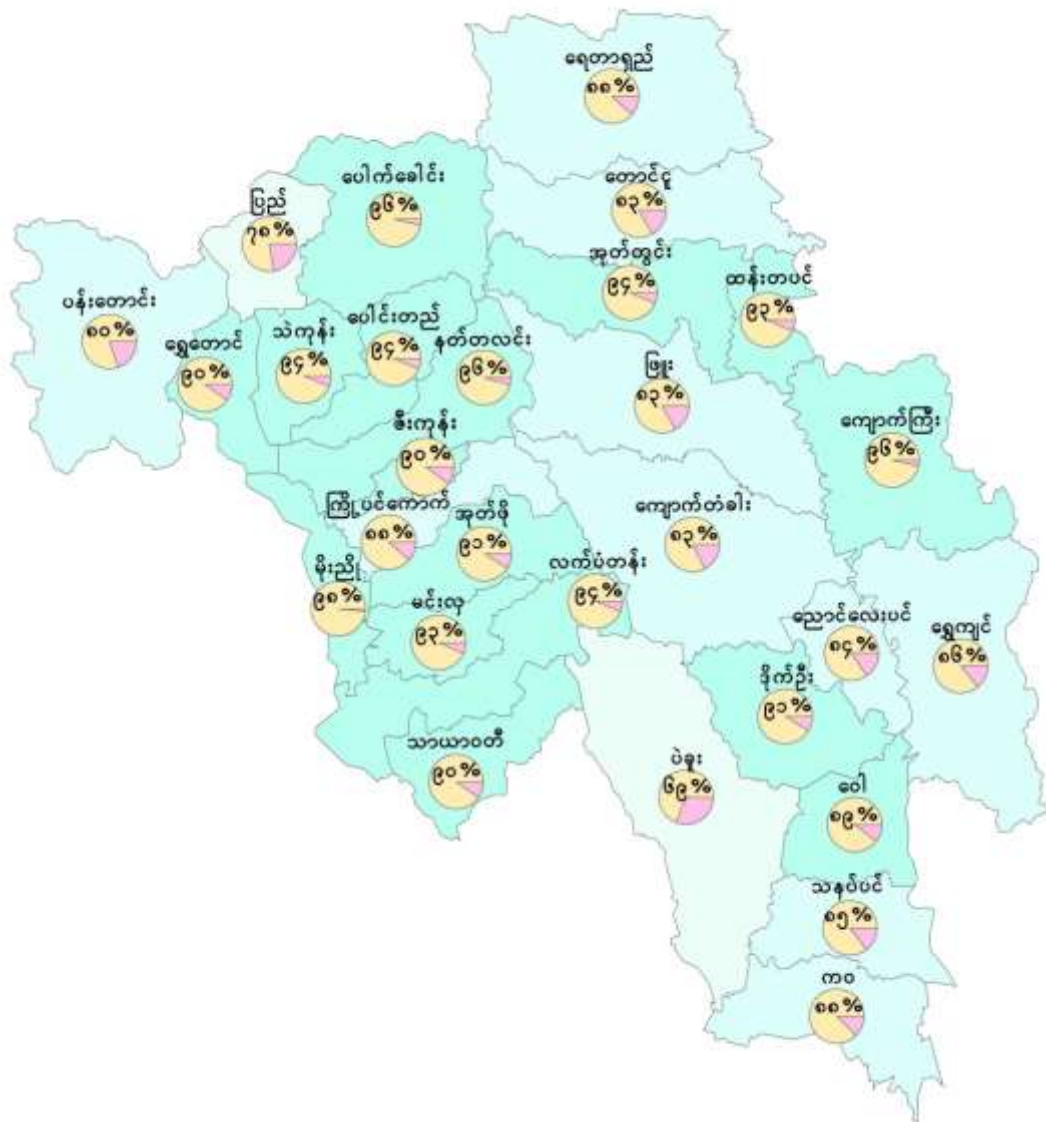 ရေတာရှည်
၈၈%
တောင်ငူ
၈၃%
ပေါက်ခေါင်း
၉၆%
ပြည်
၇၈%
အုတ်တွင်း
၉၄%
ထန်းတပင်
၉၃%
ပန်းတောင်း
၈၀%
ရွှေတောင်
၉၀%
သဲကုန်း
၉၄%
ပေါင်းတည်
၉၄%
နတ်တလင်း
၉၆%
ဖြူး
၈၃%
ကျောက်ကြီး
၉၆%
ဇီးကုန်း
၉၀%
ကြို့ပင်ကောက်
၈၈%
အုတ်ဖို
၉၁%
ကျောက်တံခါး
၈၃%
လက်ပံတန်း
၉၄%
မိုးညို
၉၈%
မင်းလှ
၉၃%
ညောင်လေးပင်
၈၄%
ရွှေကျင်
၈၆%
ဒိုက်ဦး
၉၁%
သာယာဝတီ
၉၀%
ပဲခူး
၆၉%
ဝေါ
၈၉%
သနပ်ပင်
၈၅%
ကဝ
၈၈%